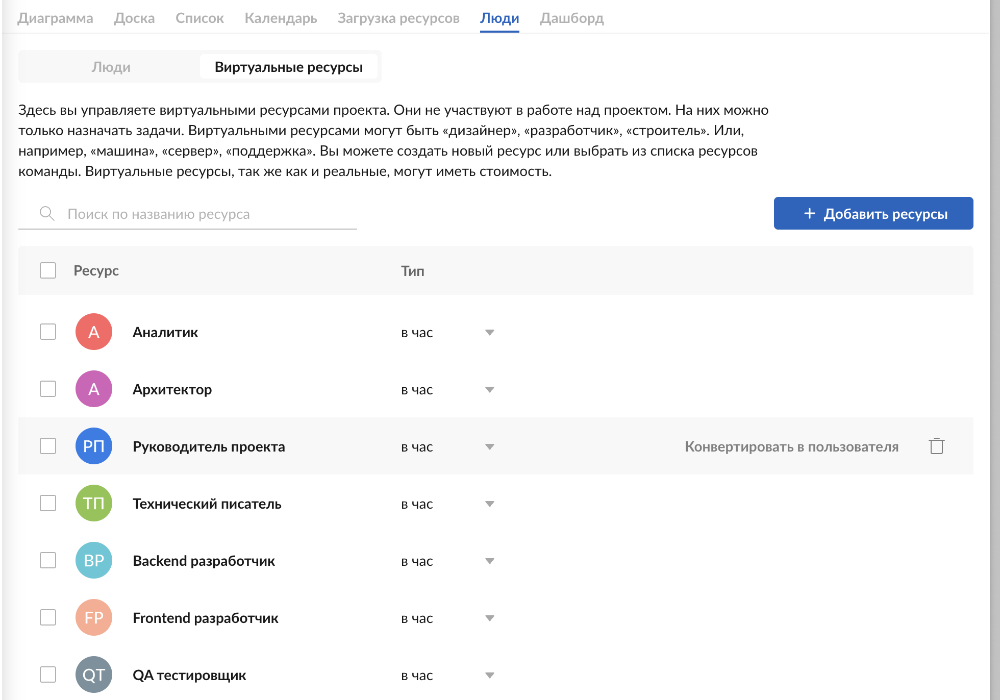 Диаграмма Доска Список Календарь Загрузка ресурсов Люди Дашборд
Люди Виртуальные ресурсы
Здесь вы управляете виртуальными ресурсами проекта. Они не участвуют в работе над проектом. На них можно
только назначать задачи. Виртуальными ресурсами могут быть «дизайнер», «разработчик», «строитель». Или,
например, «машина», «сервер», «поддержка». Вы можете создать новый ресурс или выбрать из списка ресурсов
команды. Виртуальные ресурсы, так же как и реальные, могут иметь стоимость.
Поиск по названию ресурса + Добавить ресурсы
Ресурс Тип
А Аналитик в час
А Архитектор в час
РП Руководитель проекта в час Конвертировать в пользователя
ТП Технический писатель в час
BP Backend разработчик в час
FP Frontend разработчик в час
QT QA тестировщик в час